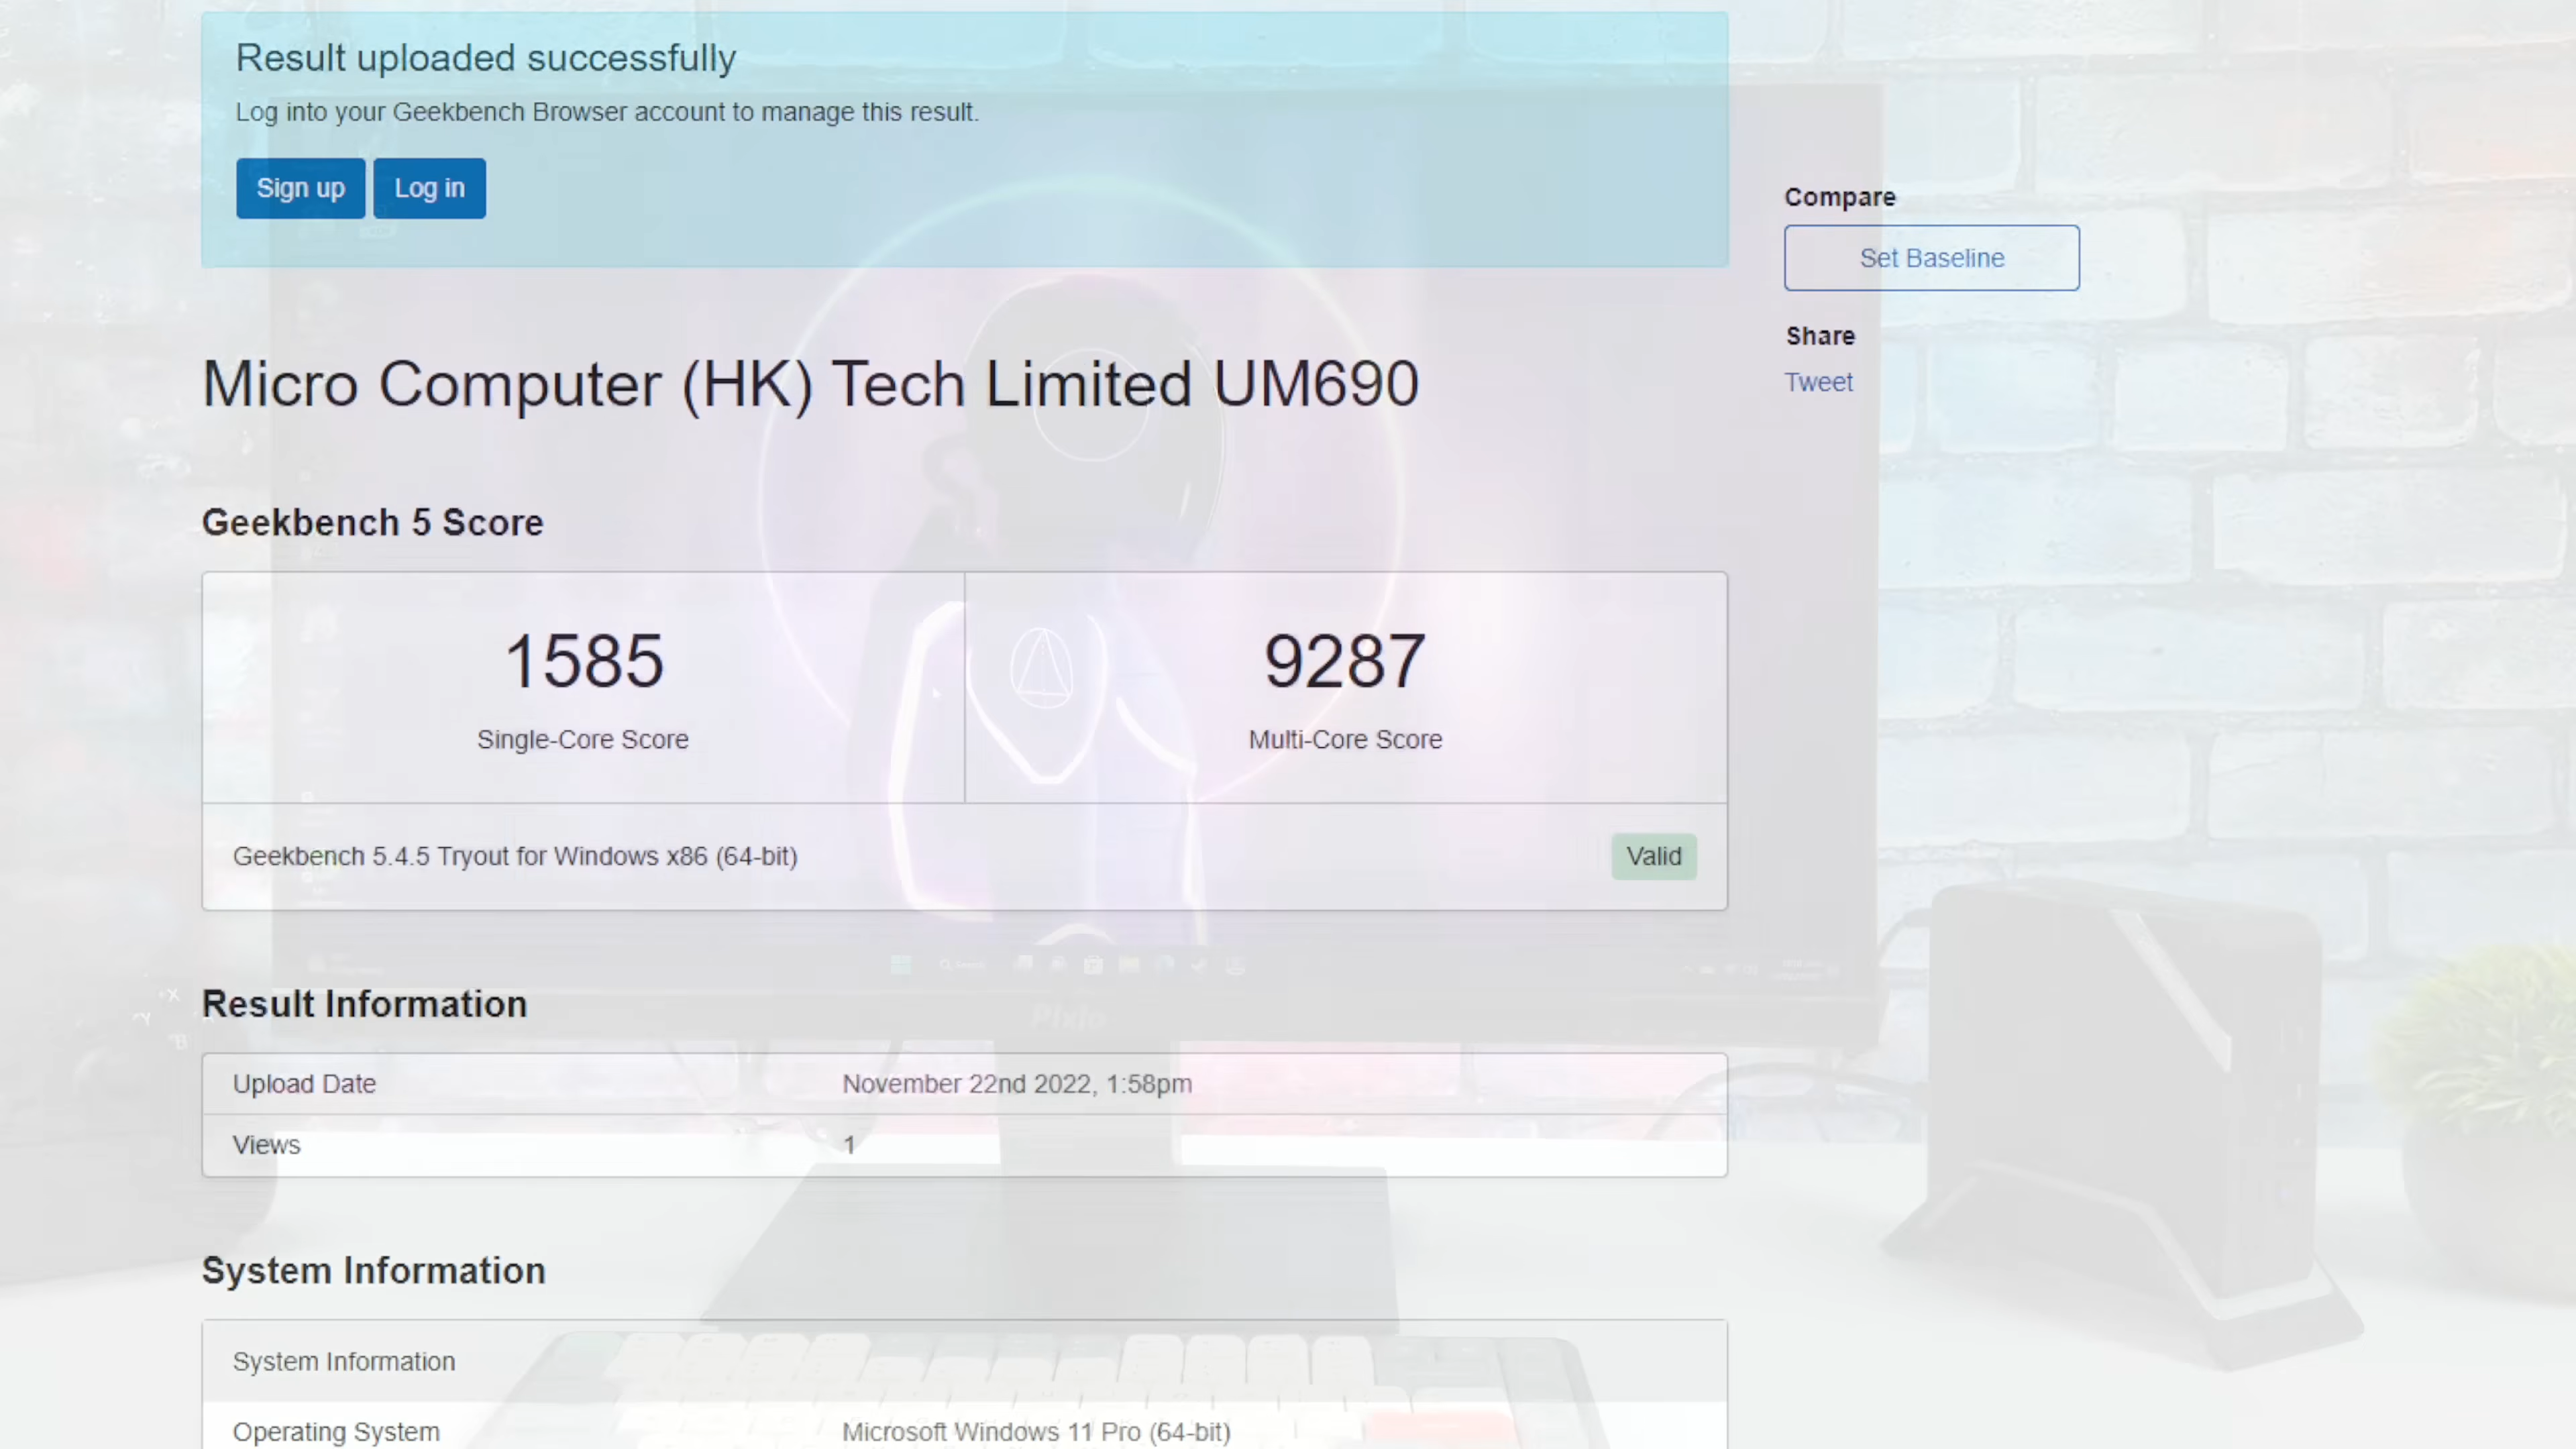 Result uploaded successfully
Log into your Geekbench Browser account to manage this result.
Sign up Log in
Compare
Set Baseline
Share
Tweet
Micro Computer (HK) Tech Limited UM690
Geekbench 5 Score
1585
Single-Core Score
9287
Multi-Core Score
Geekbench 5.4.5 Tryout for Windows x86 (64-bit)
Valid
Result Information
Upload Date November 22nd 2022, 1:58pm
Views 1
System Information
System Information
Operating System Microsoft Windows 11 Pro (64-bit)
Pixio
Search
X
Y
B